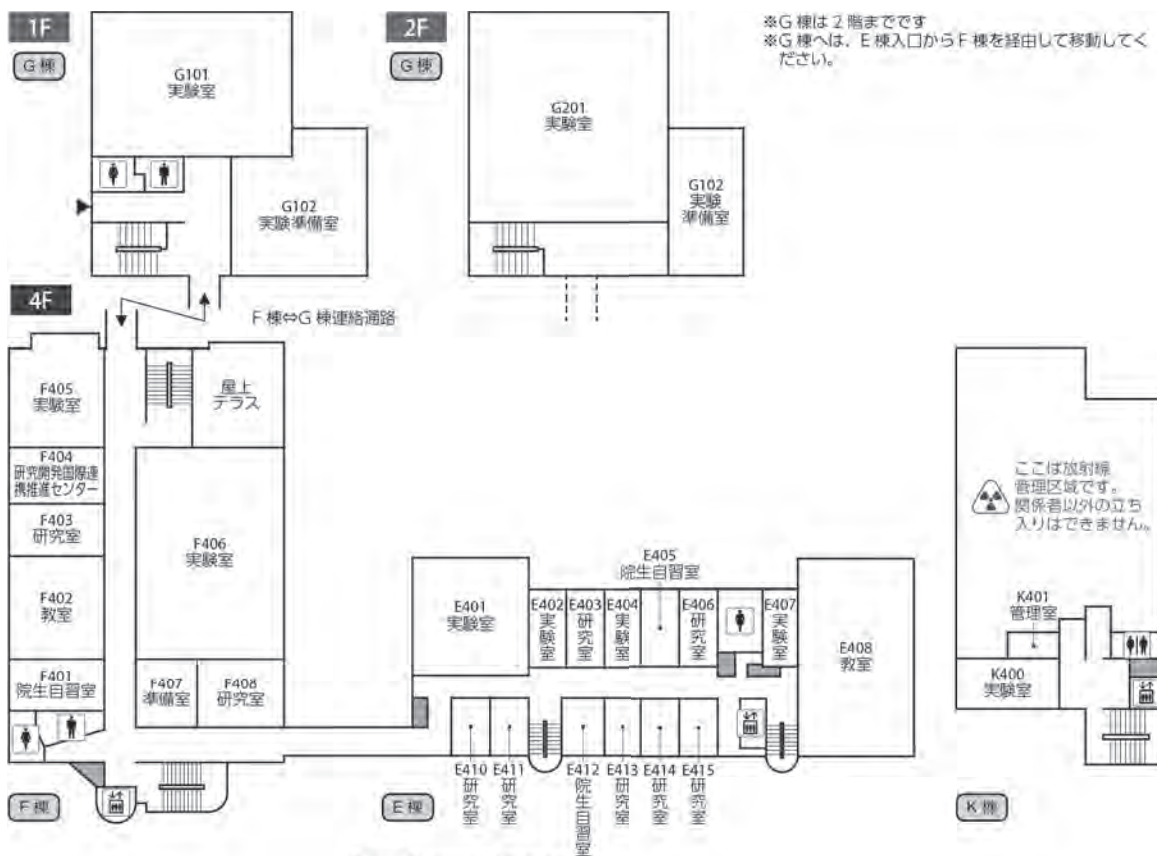 1F
G棟
G101
実験室
G102
実験準備室
2F
G棟
G201
実験室
G102
実験
準備室
※G棟は2階までです
※G棟へは、E棟入口からF棟を経由して移動してく
ださい。
4F
F棟⇔G棟連絡通路
F405
実験室
屋上
テラス
F404
研究開発国際連
携推進センター
F403
研究室
F402
教室
F401
院生自習室
F406
実験室
F407
準備室
F408
研究室
F棟
E401
実験室
E402
実験室
E403
研究室
E404
実験室
E405
院生自習室
E406
研究室
E407
実験室
E408
教室
E410
研究室
E411
研究室
E412
院生自習室
E413
研究室
E414
研究室
E415
研究室
E棟
ここは放射線
管理区域です。
関係者以外の立ち
入りはできません。
K401
管理室
K400
実験室
K棟